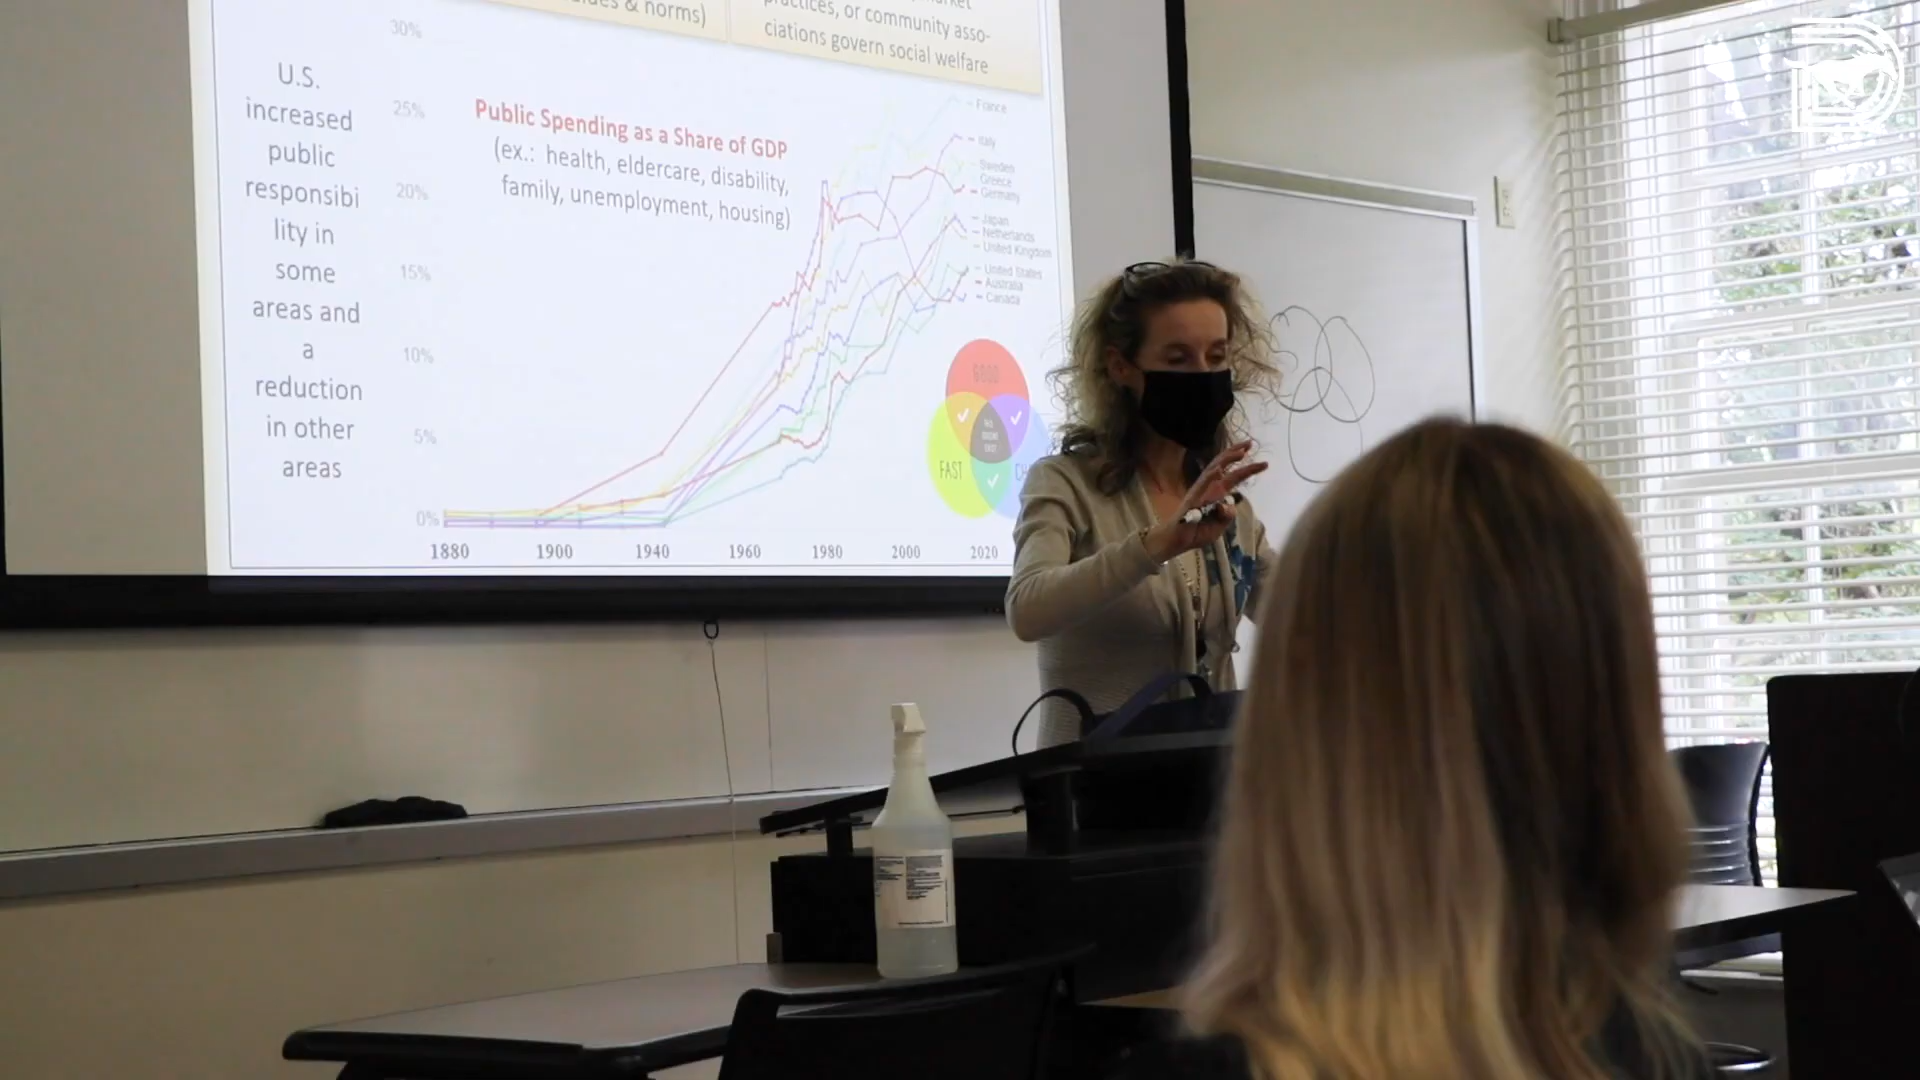 & norms)
practices, or community asso-
ciations govern social welfare
30%
U.S.
increased
public
responsibi
lity in
some
areas and
a
reduction
in other
areas
25%
20%
15%
10%
5%
0%
Public Spending as a Share of GDP
(ex.: health, eldercare, disability,
family, unemployment, housing)
France
Italy
Sweden
Greece
Germany
Japan
Netherlands
United Kingdom
United States
Australia
Canada
GOOD
FAST
1880 1900 1940 1960 1980 2000 2020